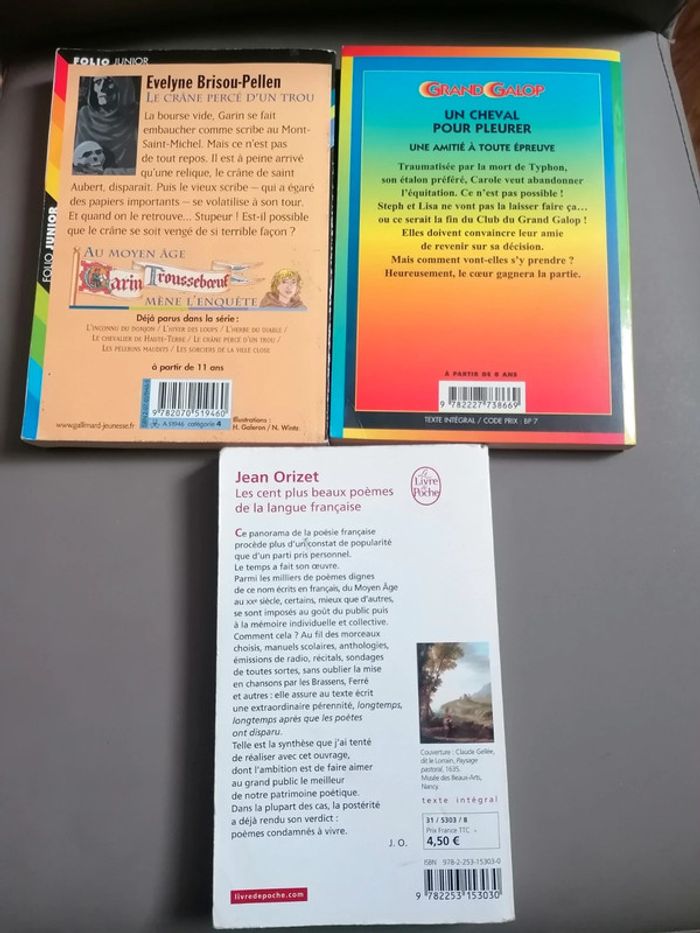 FOLIO JUNIOR
Evelyne Brisou-Pellen
LE CRÂNE PERCÉ D'UN TROU
La bourse vide, Garin se fait
embaucher comme scribe au Mont-
Saint-Michel. Mais ce n'est pas
de tout repos. Il est à peine arrivé
qu'une relique, le crâne de saint
Aubert, disparaît. Puis le vieux scribe – qui a égaré
des papiers importants – se volatilise à son tour.
Et quand on le retrouve... Stupeur ! Est-il possible
que le crâne se soit vengé de si terrible façon ?
FOLIO JUNIOR
AU MOYEN ÂGE
Garin Troussebœuf
MÈNE L'ENQUÊTE
Déjà parus dans la série :
L'INCONNU DU DONJON / L'HIVER DES LOUPS / L'HERBE DU DIABLE /
LE CHEVALIER DE HAUTE-TERRE / LE CRÂNE PERCÉ D'UN TROU /
LES PÈLERINS MAUDITS / LES SORCIERS DE LA VILLE CLOSE
à partir de 11 ans
9 782070 519460
www.gallimard-jeunesse.fr
A 51946 catégorie 4
Illustrations :
H. Galeron / N. Wintz
GRAND GALOP
UN CHEVAL
POUR PLEURER
UNE AMITIÉ À TOUTE ÉPREUVE
Traumatisée par la mort de Typhon,
son étalon préféré, Carole veut abandonner
l'équitation. Ce n'est pas possible !
Steph et Lisa ne vont pas la laisser faire ça...
ou ce serait la fin du Club du Grand Galop !
Elles doivent convaincre leur amie
de revenir sur sa décision.
Mais comment vont-elles s'y prendre ?
Heureusement, le cœur gagnera la partie.
À PARTIR DE 8 ANS
9 782227 738669
TEXTE INTÉGRAL / CODE PRIX : BP 7
Jean Orizet
Les cent plus beaux poèmes
de la langue française
Le Livre de Poche
Ce panorama de la poésie française
procède plus d'un constat de popularité
que d'un parti pris personnel.
Le temps a fait son œuvre.
Parmi les milliers de poèmes dignes
de ce nom écrits en français, du Moyen Âge
au XXe siècle, certains, mieux que d'autres,
se sont imposés au goût du public puis
à la mémoire individuelle et collective.
Comment cela ? Au fil des morceaux
choisis, manuels scolaires, anthologies,
émissions de radio, récitals, sondages
de toutes sortes, sans oublier la mise
en chansons par les Brassens, Ferré
et autres : elle assure au texte écrit
une extraordinaire pérennité, longtemps,
longtemps après que les poètes
ont disparu.
Telle est la synthèse que j'ai tenté
de réaliser avec cet ouvrage,
dont l'ambition est de faire aimer
au grand public le meilleur
de notre patrimoine poétique.
Dans la plupart des cas, la postérité
a déjà rendu son verdict :
poèmes condamnés à vivre.
J. O.
Couverture : Claude Gellée,
dit le Lorrain, Paysage
pastoral, 1635.
Musée des Beaux-Arts,
Nancy.
texte intégral
31 / 5303 / 8
Prix France TTC
4,50 €
ISBN 978-2-253-15303-0
9 782253 153030
livredepoche.com